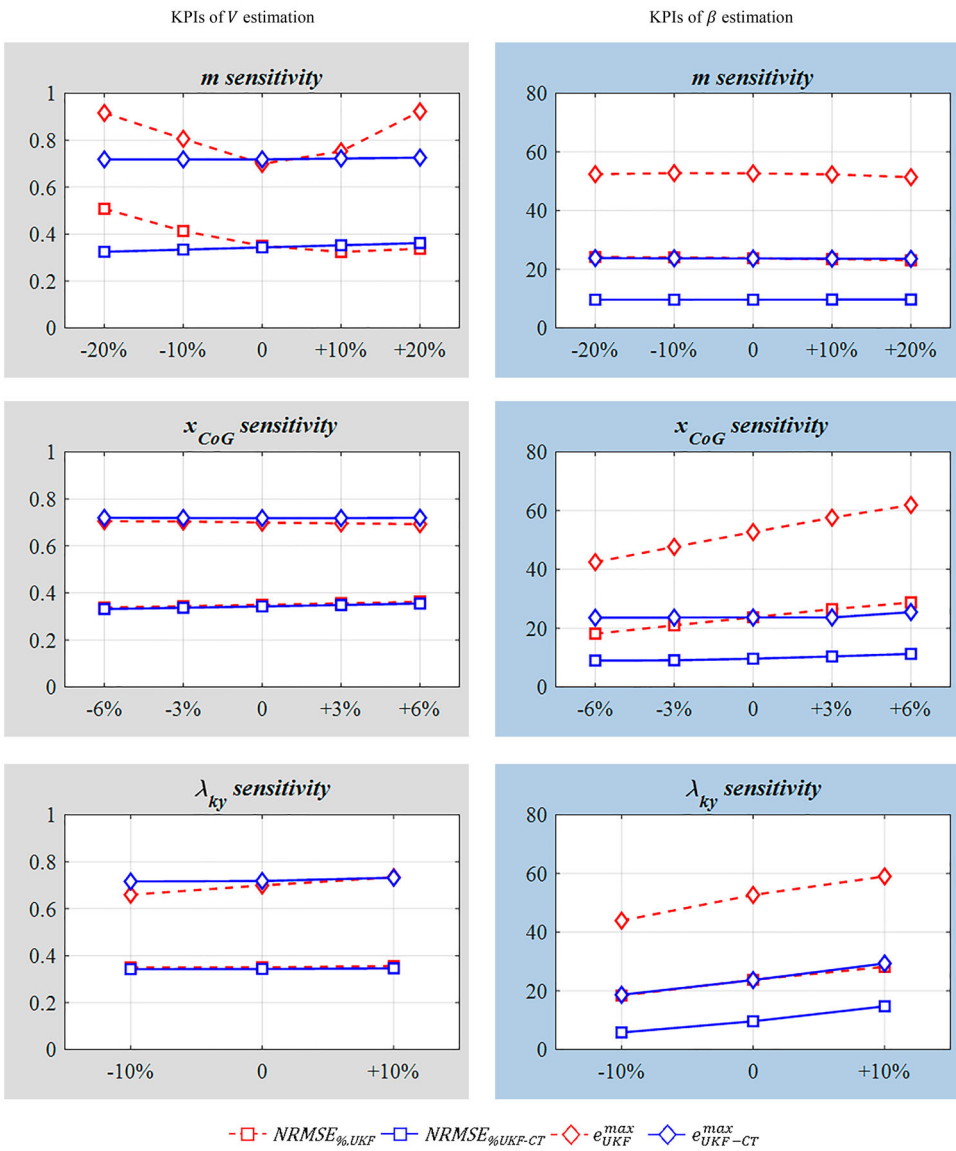 KPIs of V estimation
KPIs of β estimation
m sensitivity
1
0.8
0.6
0.4
0.2
0
-20% -10% 0 +10% +20%
m sensitivity
80
60
40
20
0
-20% -10% 0 +10% +20%
x_CoG sensitivity
1
0.8
0.6
0.4
0.2
0
-6% -3% 0 +3% +6%
x_CoG sensitivity
80
60
40
20
0
-6% -3% 0 +3% +6%
λ_ky sensitivity
1
0.8
0.6
0.4
0.2
0
-10% 0 +10%
λ_ky sensitivity
80
60
40
20
0
-10% 0 +10%
NRMSE_%,UKF NRMSE_%UKF-CT e^max_UKF e^max_UKF-CT